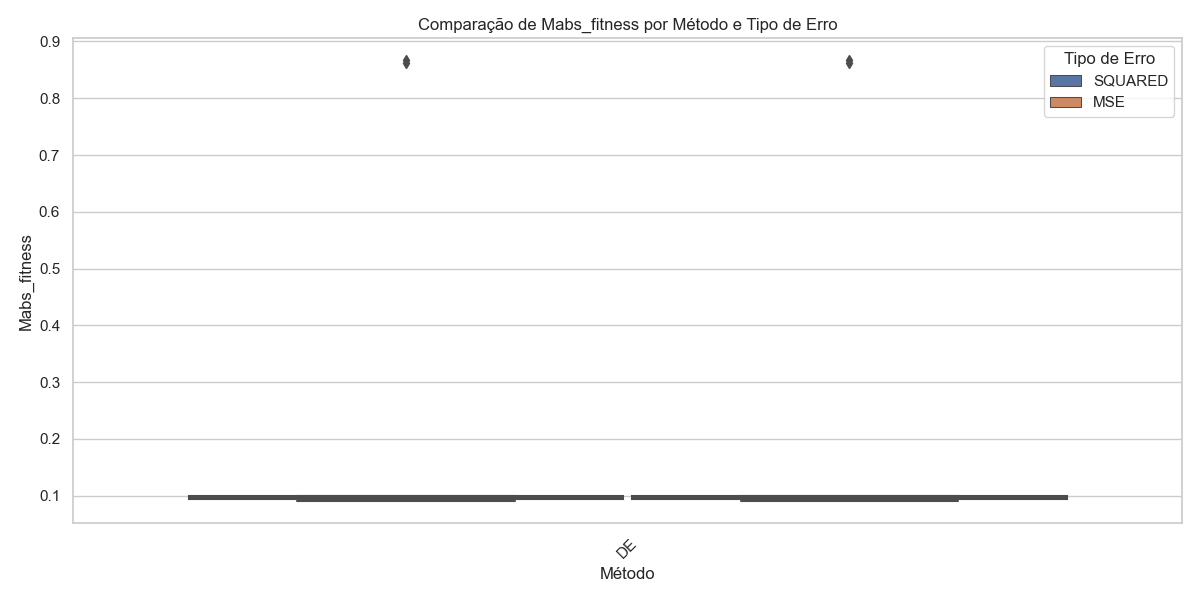 Comparação de Mabs_fitness por Método e Tipo de Erro
Tipo de Erro
SQUARED
MSE
Mabs_fitness
0.9
0.8
0.7
0.6
0.5
0.4
0.3
0.2
0.1
DE
Método